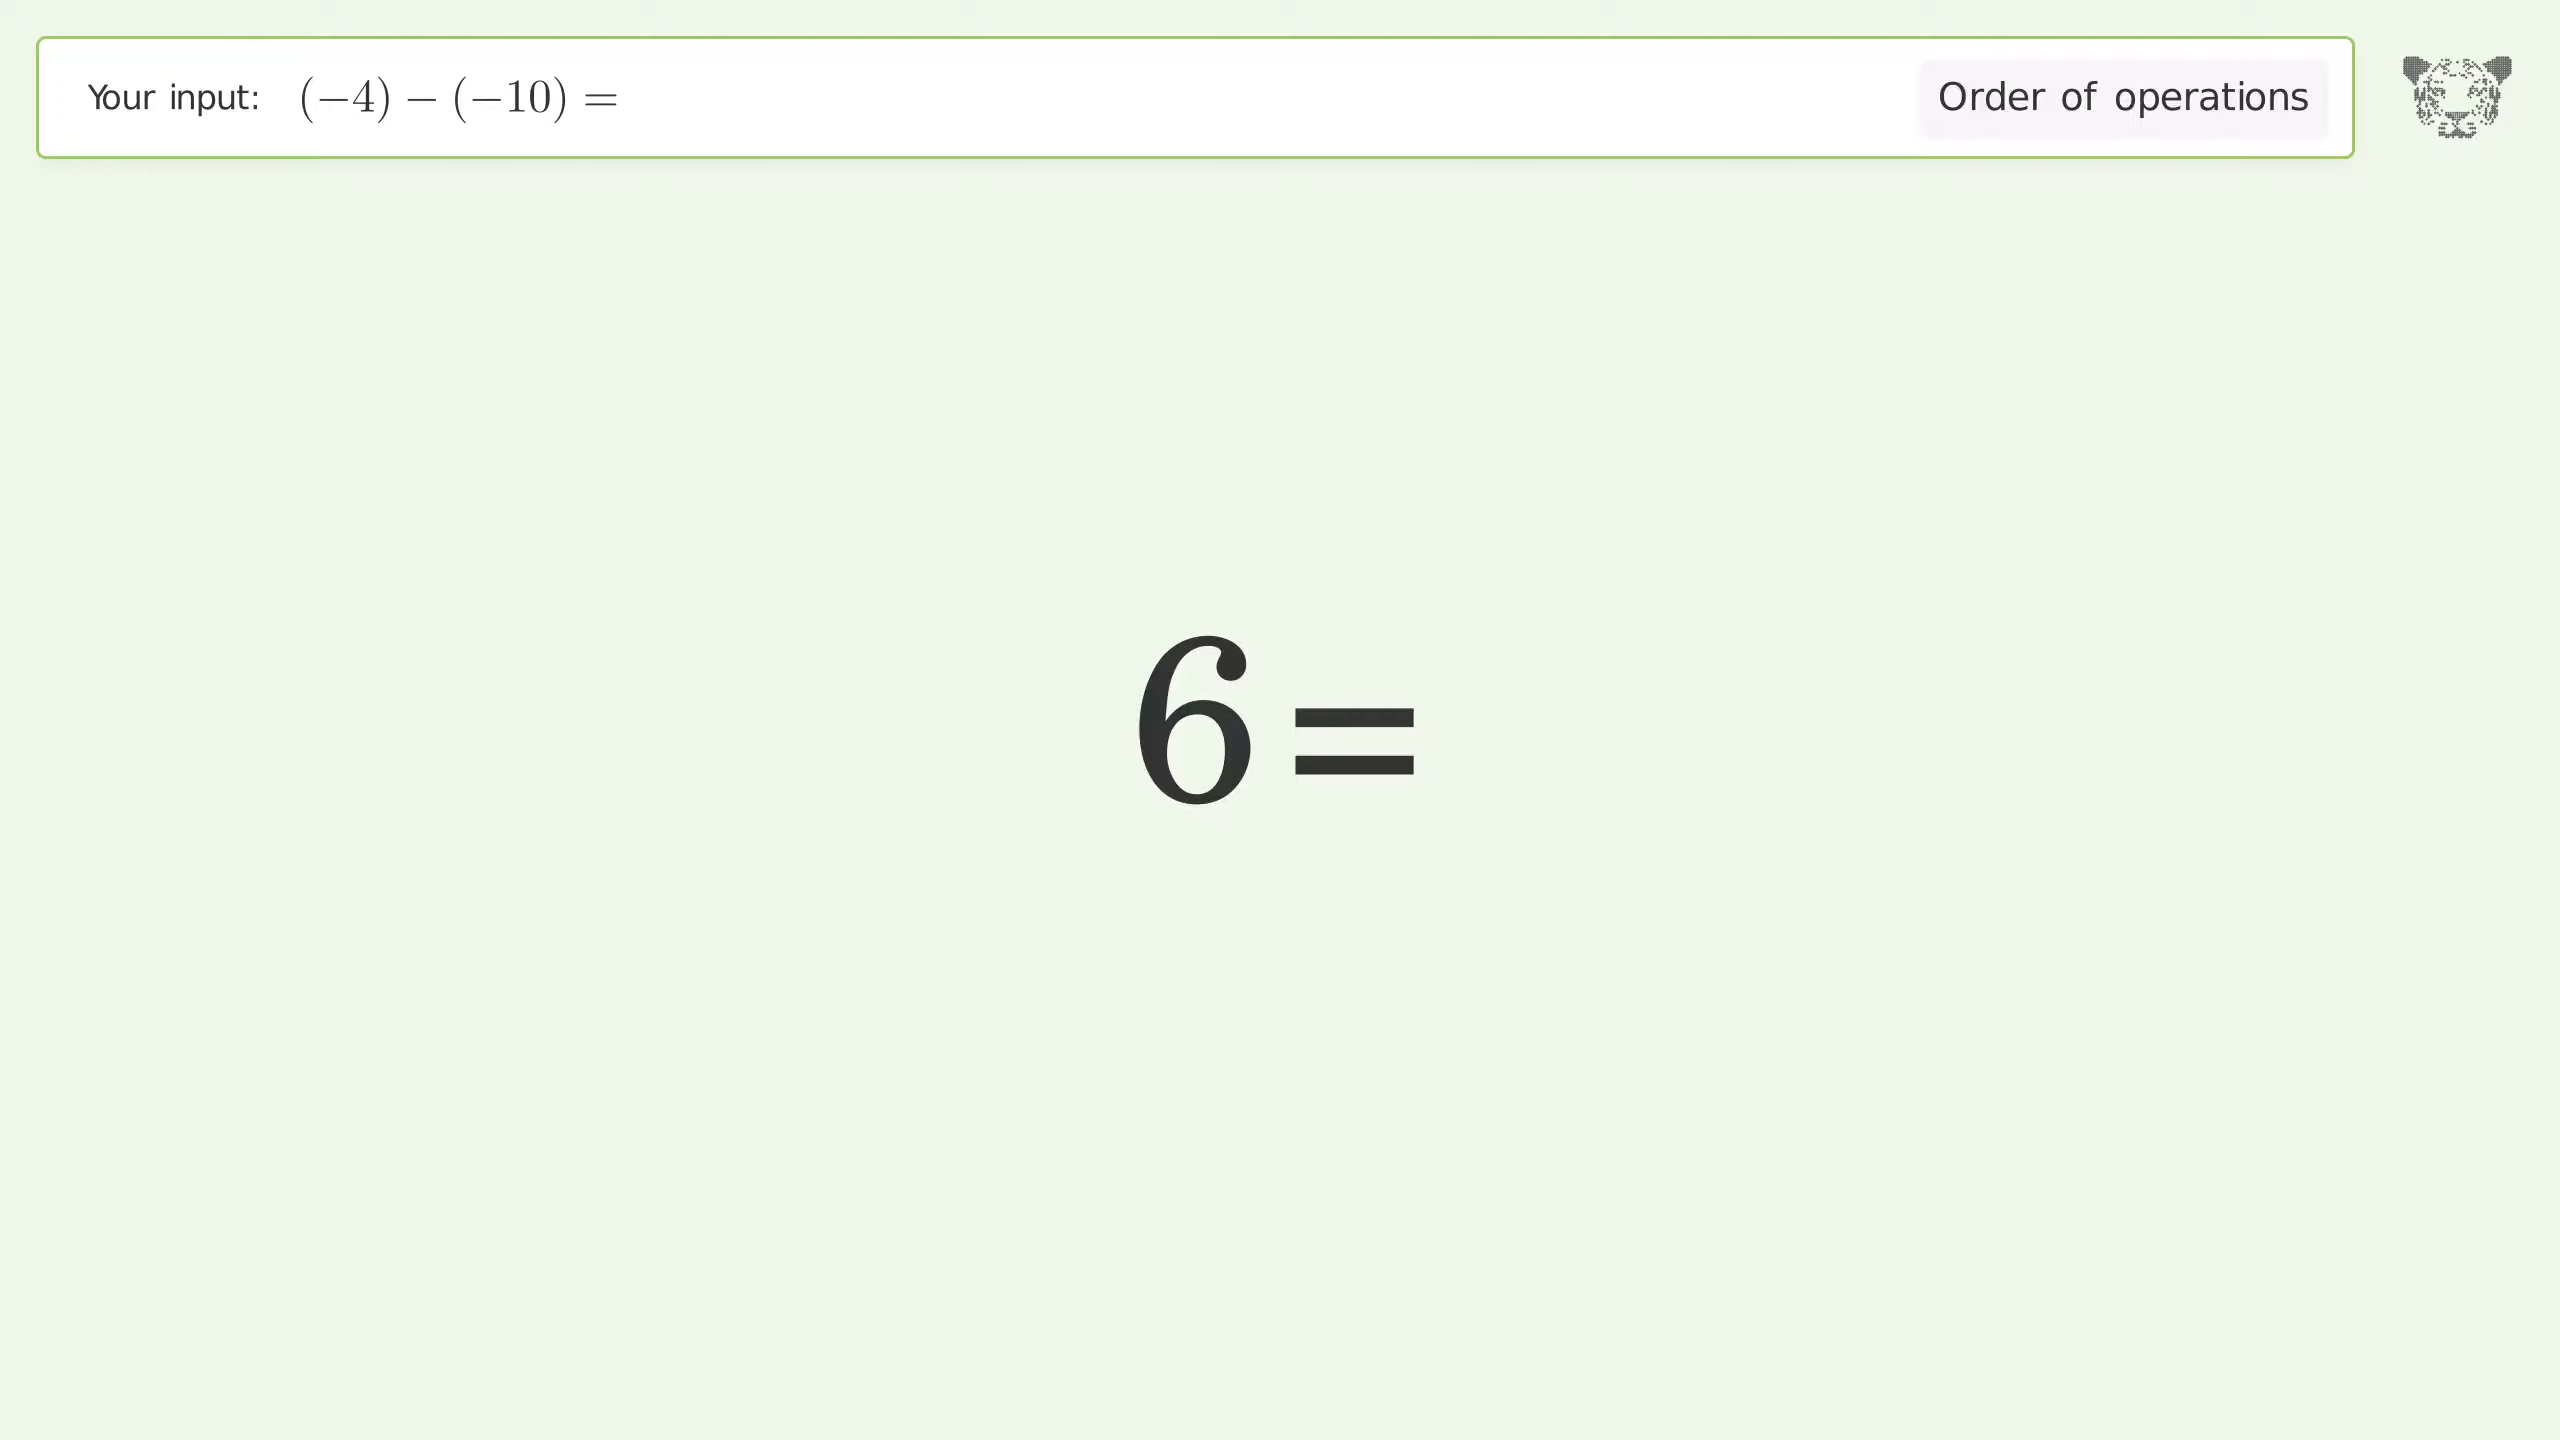 Your input: (−4) − (−10) =
Order of operations
6 =